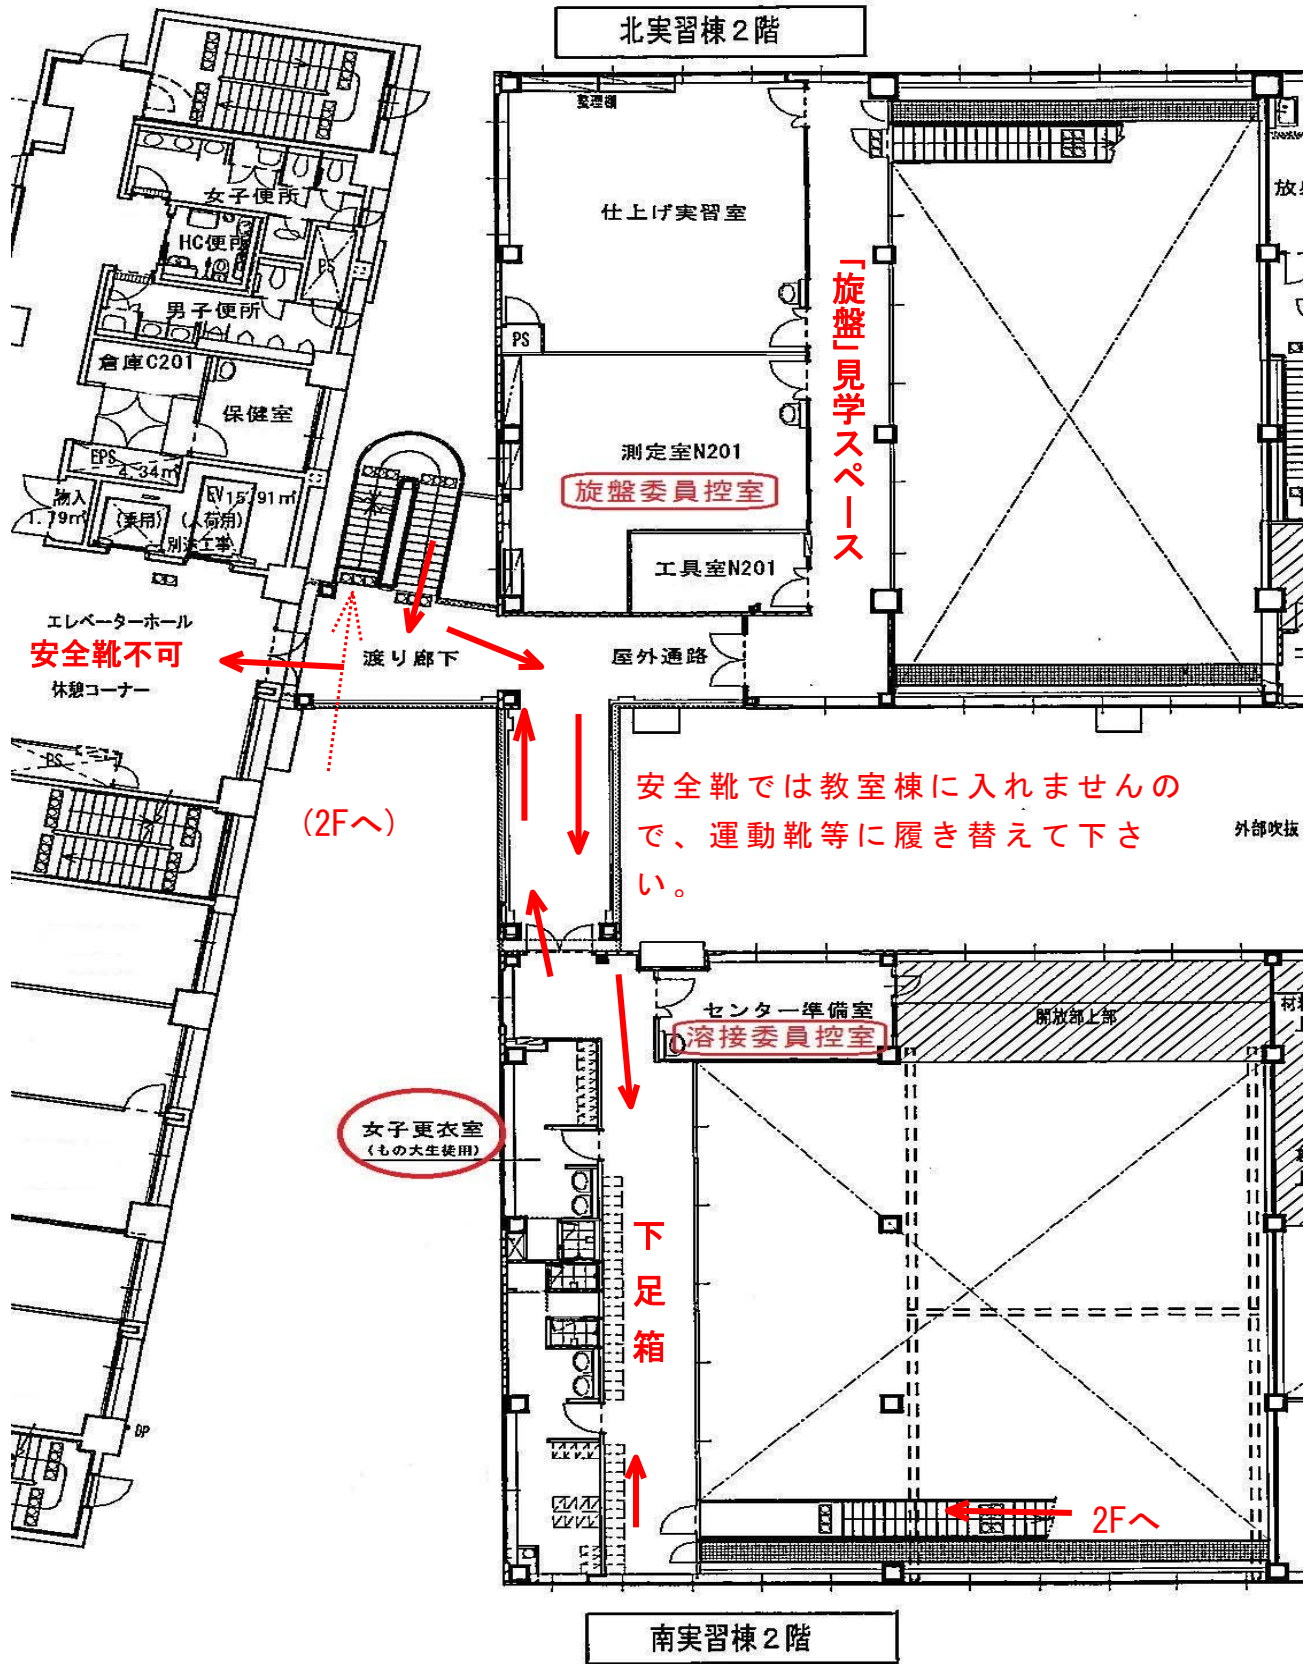 北実習棟２階
整理棚
女子便所
HC便所
PS
男子便所
倉庫C201
保健室
EPS
4.34㎡
物入
1.19㎡
(乗用)
EV15.91㎡
(人荷用)
別途工事
エレベーターホール
安全靴不可
休憩コーナー
PS
仕上げ実習室
PS
測定室N201
旋盤委員控室
工具室N201
「旋盤」見学スペース
渡り廊下
屋外通路
(2Fへ)
安全靴では教室棟に入れませんの
で、運動靴等に履き替えて下さ
い。
外部吹抜
センター準備室
溶接委員控室
開放部上部
女子更衣室
(もの大生徒用)
下足箱
DP
2Fへ
南実習棟２階